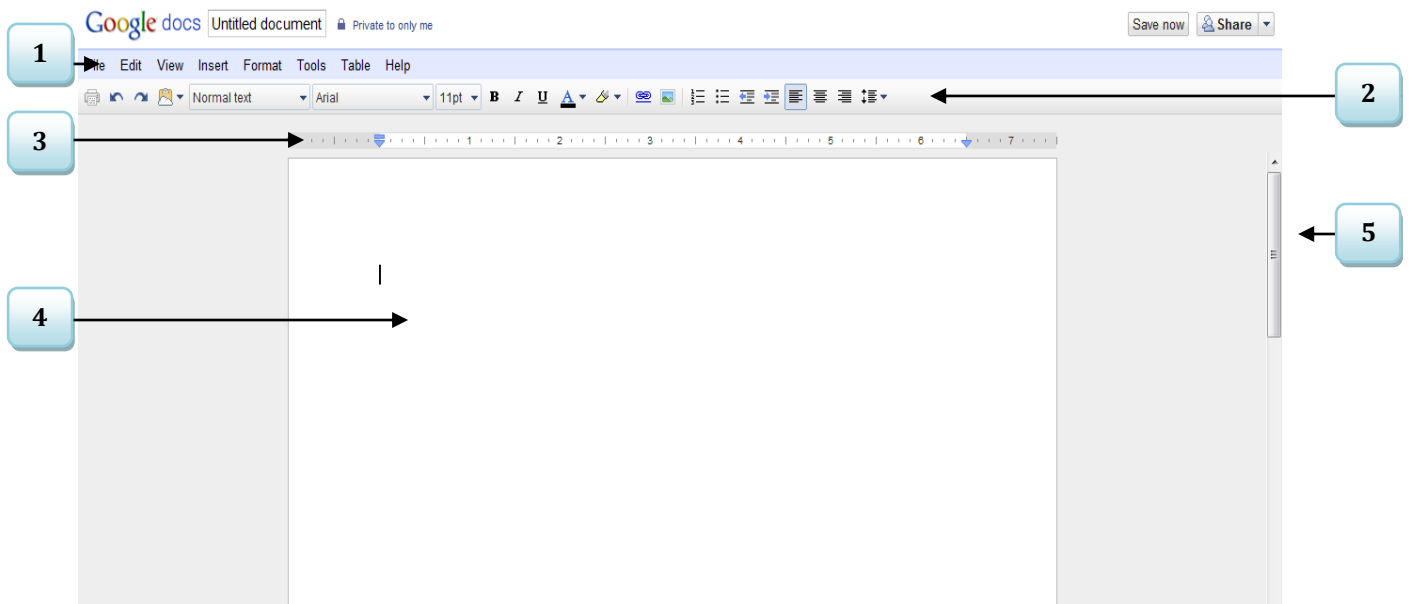 Google docs Untitled document Private to only me Save now Share
1
File Edit View Insert Format Tools Table Help
Normal text Arial 11pt B I U A
2
3
1 2 3 4 5 6 7
5
4